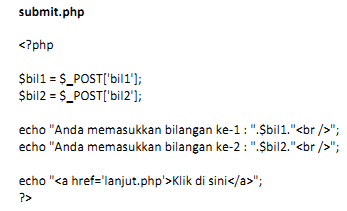 submit.php
<?php
$bil1 = $_POST['bil1'];
$bil2 = $_POST['bil2'];
echo "Anda memasukkan bilangan ke-1 : ".$bil1."<br />";
echo "Anda memasukkan bilangan ke-2 : ".$bil2."<br />";
echo "<a href='lanjut.php'>Klik di sini</a>";
?>